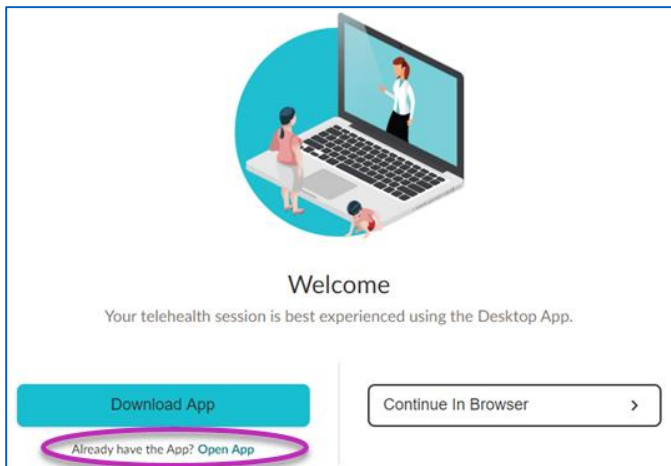 Welcome
Your telehealth session is best experienced using the Desktop App.
Download App
Already have the App? Open App
Continue In Browser >